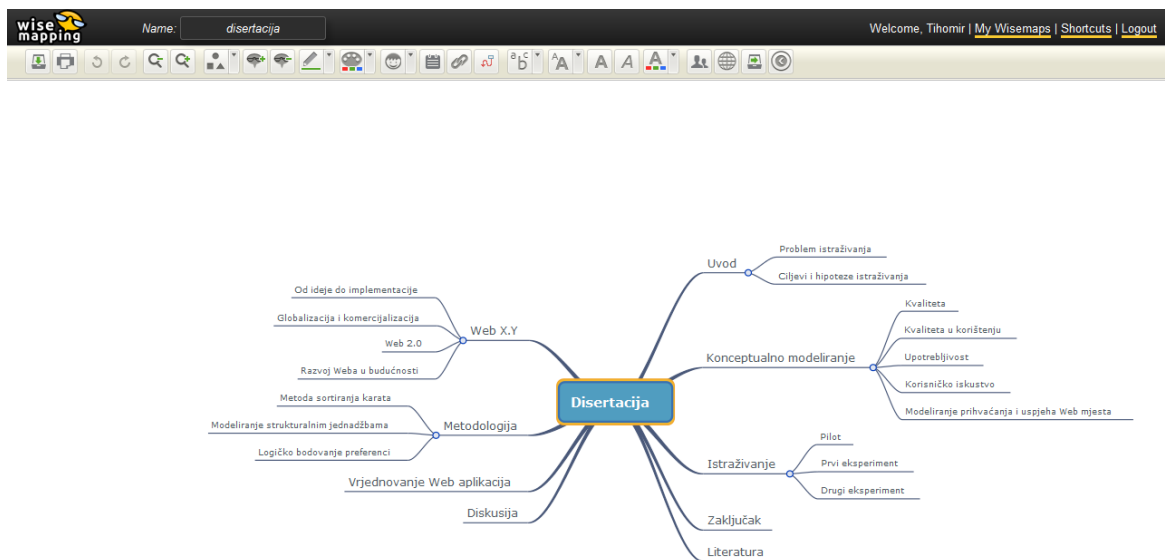 wise
mapping
Name: disertacija
Welcome, Tihomir | My Wisemaps | Shortcuts | Logout
Disertacija
Uvod
Problem istraživanja
Ciljevi i hipoteze istraživanja
Konceptualno modeliranje
Kvaliteta
Kvaliteta u korištenju
Upotrebljivost
Korisničko iskustvo
Modeliranje prihvaćanja i uspjeha Web mjesta
Istraživanje
Pilot
Prvi eksperiment
Drugi eksperiment
Zaključak
Literatura
Web X.Y
Od ideje do implementacije
Globalizacija i komercijalizacija
Web 2.0
Razvoj Weba u budućnosti
Metodologija
Metoda sortiranja karata
Modeliranje strukturalnim jednadžbama
Logičko bodovanje preferenci
Vrjednovanje Web aplikacija
Diskusija